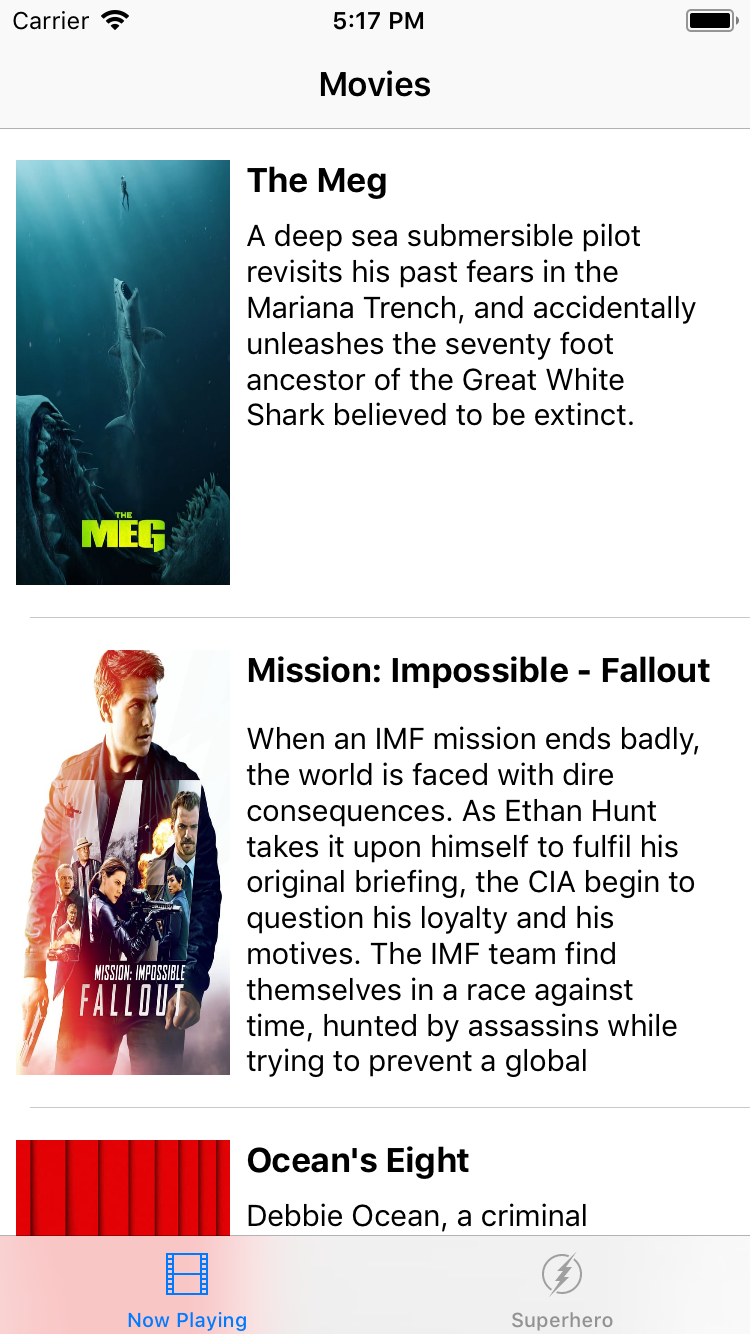 Carrier 5:17 PM
Movies
The Meg
A deep sea submersible pilot
revisits his past fears in the
Mariana Trench, and accidentally
unleashes the seventy foot
ancestor of the Great White
Shark believed to be extinct.
THE
MEG
Mission: Impossible - Fallout
When an IMF mission ends badly,
the world is faced with dire
consequences. As Ethan Hunt
takes it upon himself to fulfil his
original briefing, the CIA begin to
question his loyalty and his
motives. The IMF team find
themselves in a race against
time, hunted by assassins while
trying to prevent a global
MISSION: IMPOSSIBLE
FALLOUT
Ocean's Eight
Debbie Ocean, a criminal
Now Playing
Superhero